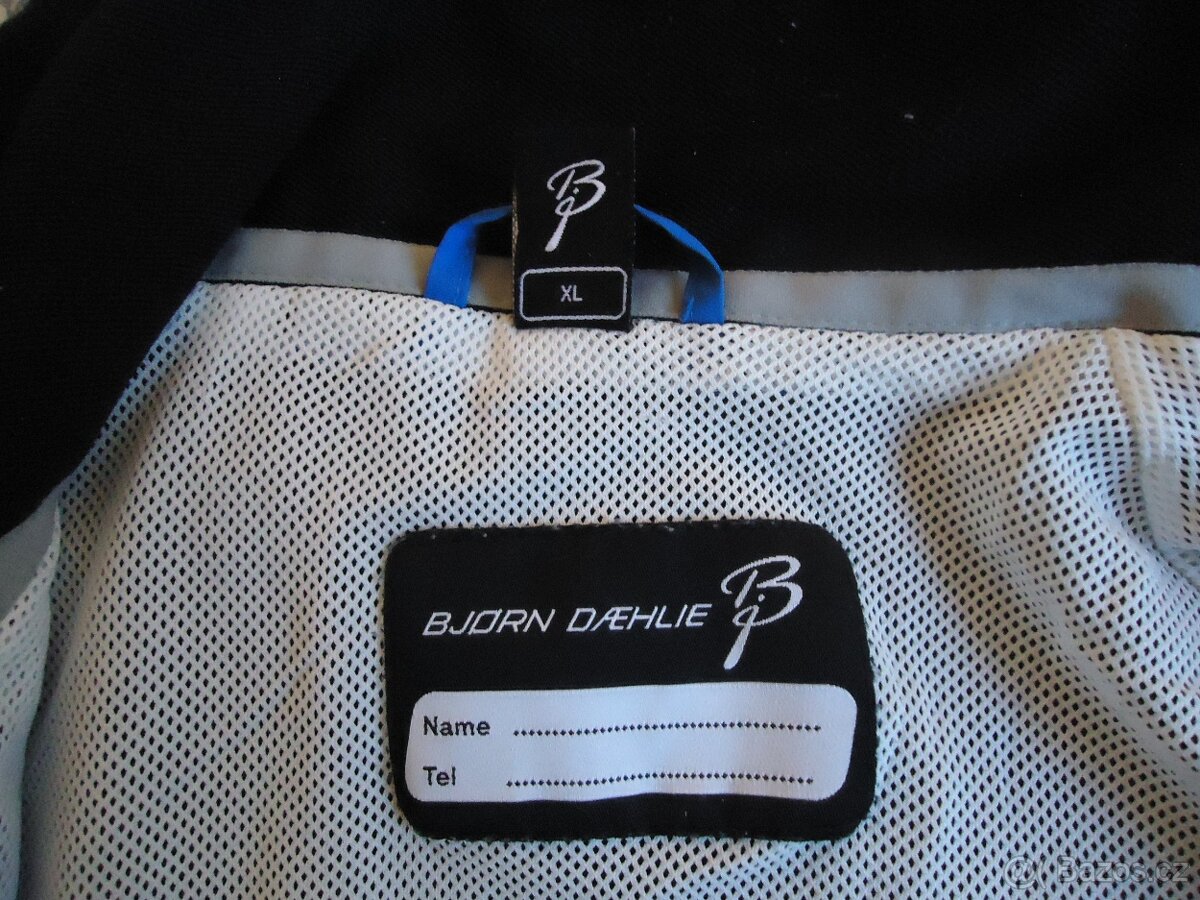 XL
BJØRN DÆHLIE
Name
Tel
@(Bazos.cz